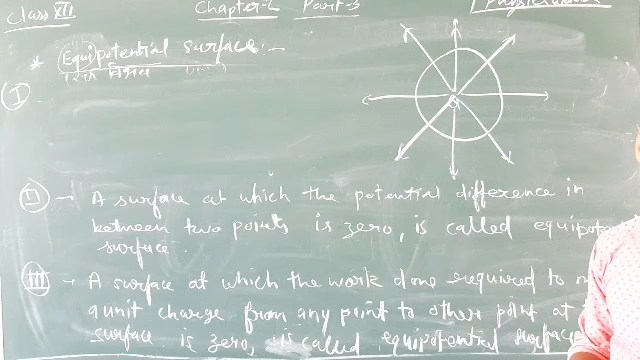 Class XII Chapter-2 Part-3
* Equipotential surface:-
I -
II - A surface at which the potential difference in
between two points is zero, is called equipote
surface.
III - A surface at which the work done required to m
a unit charge from any point to other point at
surface is zero, is called equipotential surface